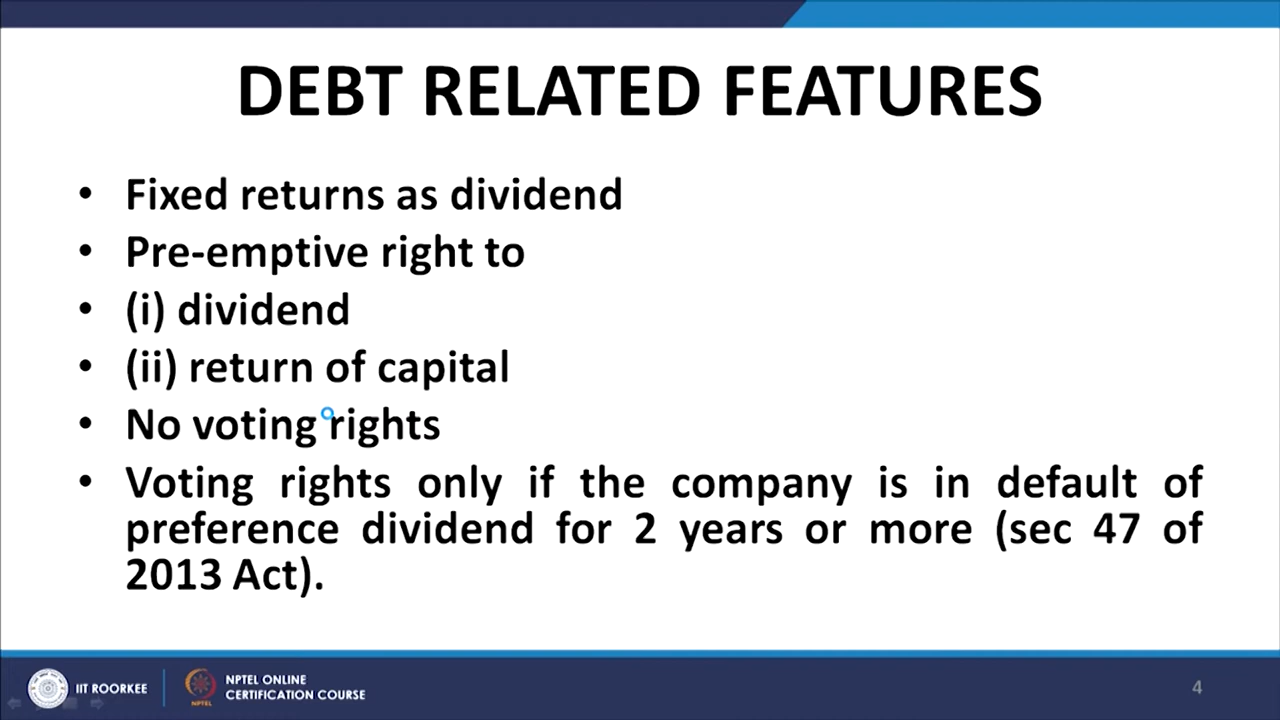 DEBT RELATED FEATURES
• Fixed returns as dividend
• Pre-emptive right to
• (i) dividend
• (ii) return of capital
• No voting rights
• Voting rights only if the company is in default of
preference dividend for 2 years or more (sec 47 of
2013 Act).
IIT ROORKEE
NPTEL
NPTEL ONLINE
CERTIFICATION COURSE
4